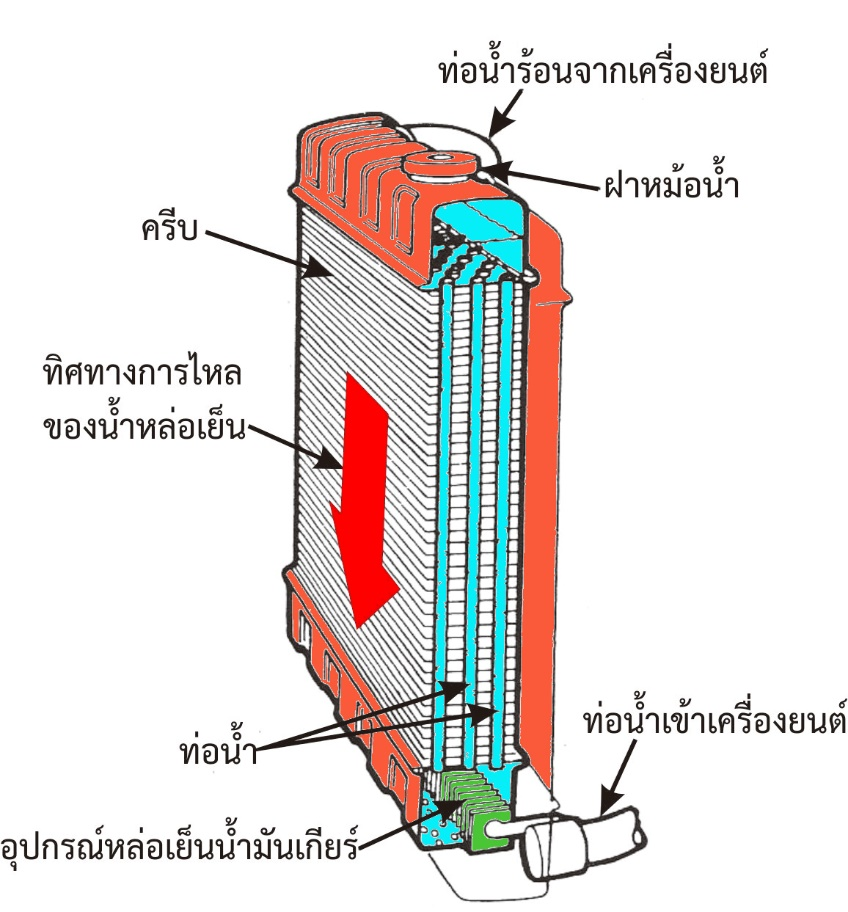 ท่อน้ำร้อนจากเครื่องยนต์
ฝาหม้อน้ำ
ครีบ
ทิศทางการไหล
ของน้ำหล่อเย็น
ท่อน้ำเข้าเครื่องยนต์
ท่อน้ำ
อุปกรณ์หล่อเย็นน้ำมันเกียร์